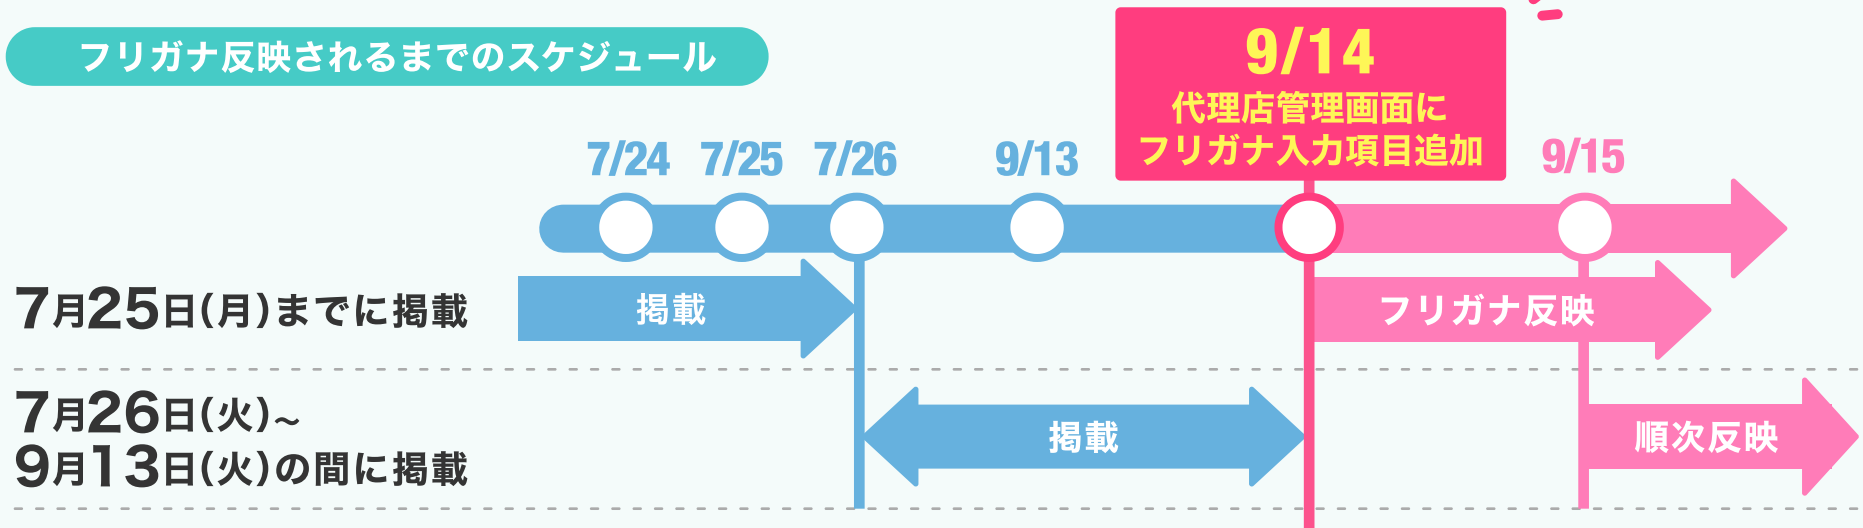 フリガナ反映されるまでのスケジュール
9/14
代理店管理画面に
フリガナ入力項目追加
7/24 7/25 7/26 9/13 9/15
7月25日(月)までに掲載
掲載
フリガナ反映
7月26日(火)～
9月13日(火)の間に掲載
掲載
順次反映